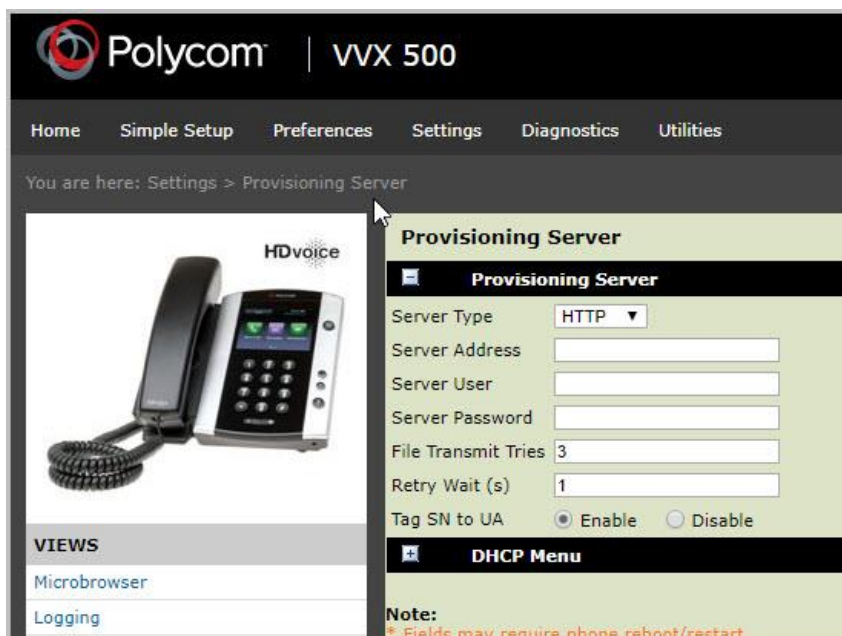 Polycom | VVX 500
Home Simple Setup Preferences Settings Diagnostics Utilities
You are here: Settings > Provisioning Server
HDvoice
VIEWS
Microbrowser
Logging
Provisioning Server
Provisioning Server
Server Type HTTP
Server Address
Server User
Server Password
File Transmit Tries 3
Retry Wait (s) 1
Tag SN to UA Enable Disable
DHCP Menu
Note:
* Fields may require phone reboot/restart